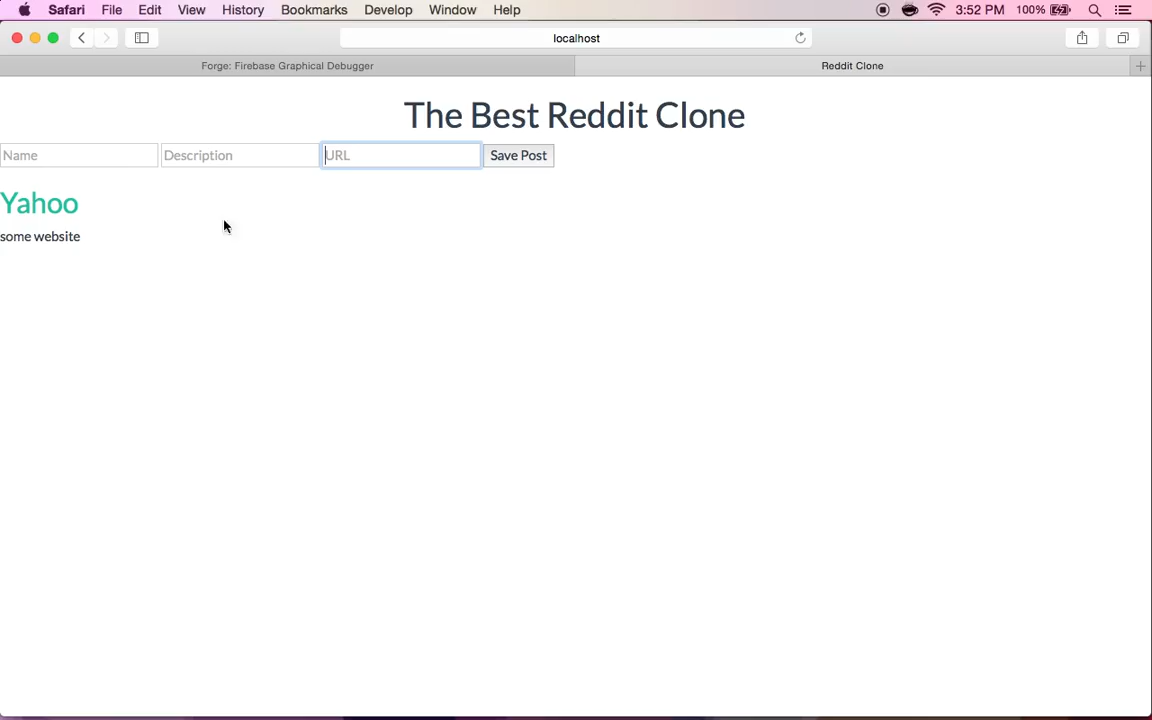 Safari File Edit View History Bookmarks Develop Window Help 3:52 PM 100%
localhost
Forge: Firebase Graphical Debugger Reddit Clone
The Best Reddit Clone
Name Description URL Save Post
Yahoo
some website